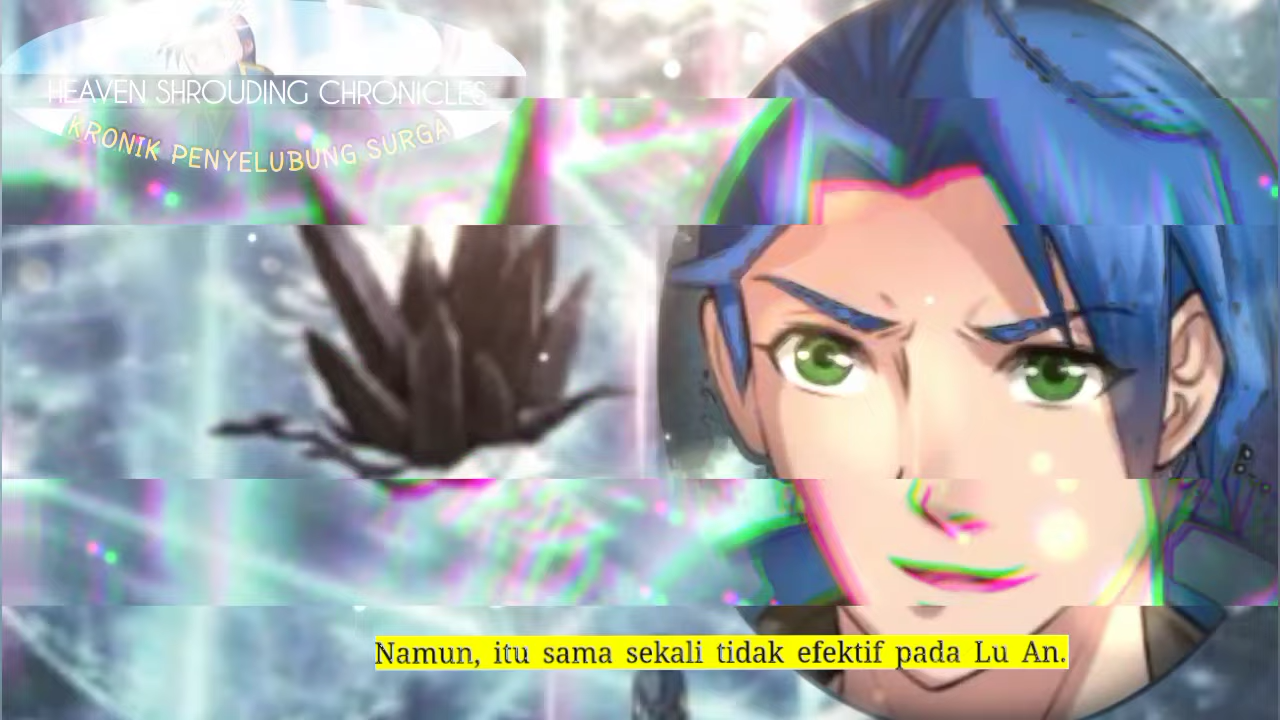 HEAVEN SHROUDING CHRONICLES
KRONIK PENYELUBUNG SURGA
Namun, itu sama sekali tidak efektif pada Lu An.